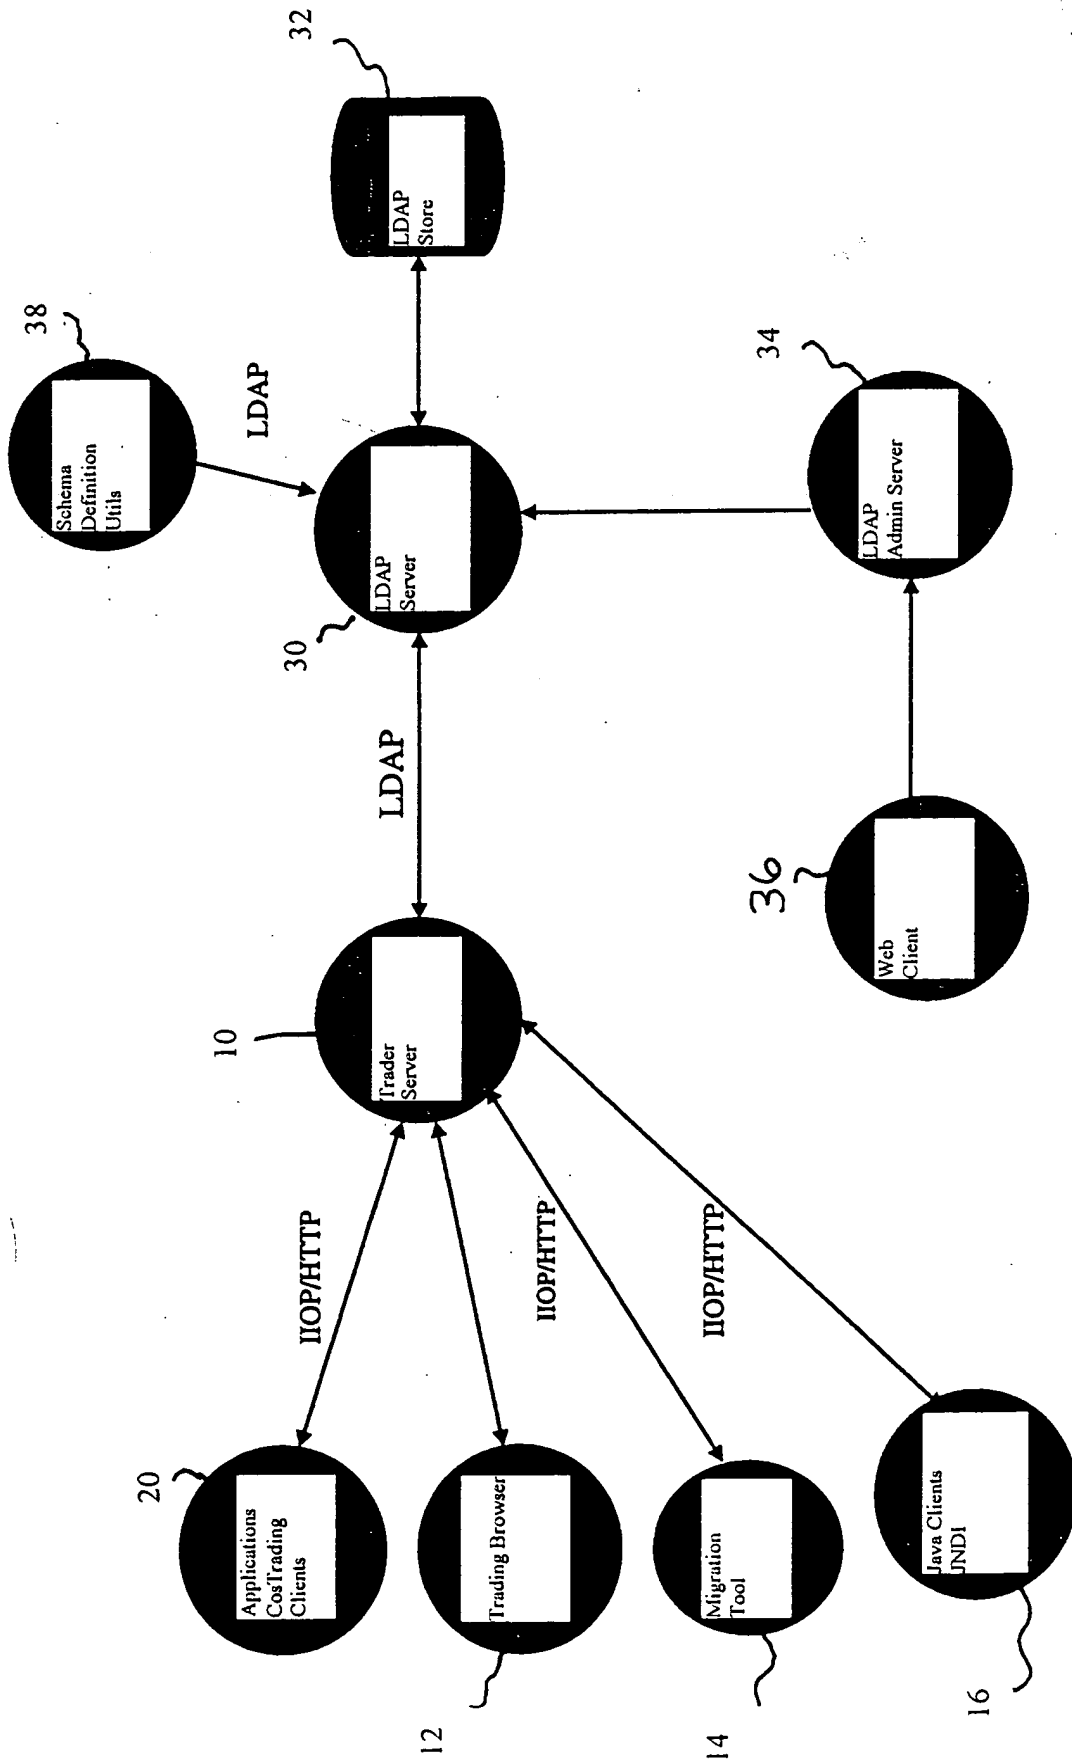 20
Applications
CosTrading
Clients
12
Trading Browser
14
Migration
Tool
16
Java Clients
JNDI
IIOP/HTTP
IIOP/HTTP
IIOP/HTTP
10
Trader
Server
LDAP
30
LDAP
Server
38
Schema
Definition
Utils
LDAP
32
LDAP
Store
36
Web
Client
34
LDAP
Admin Server